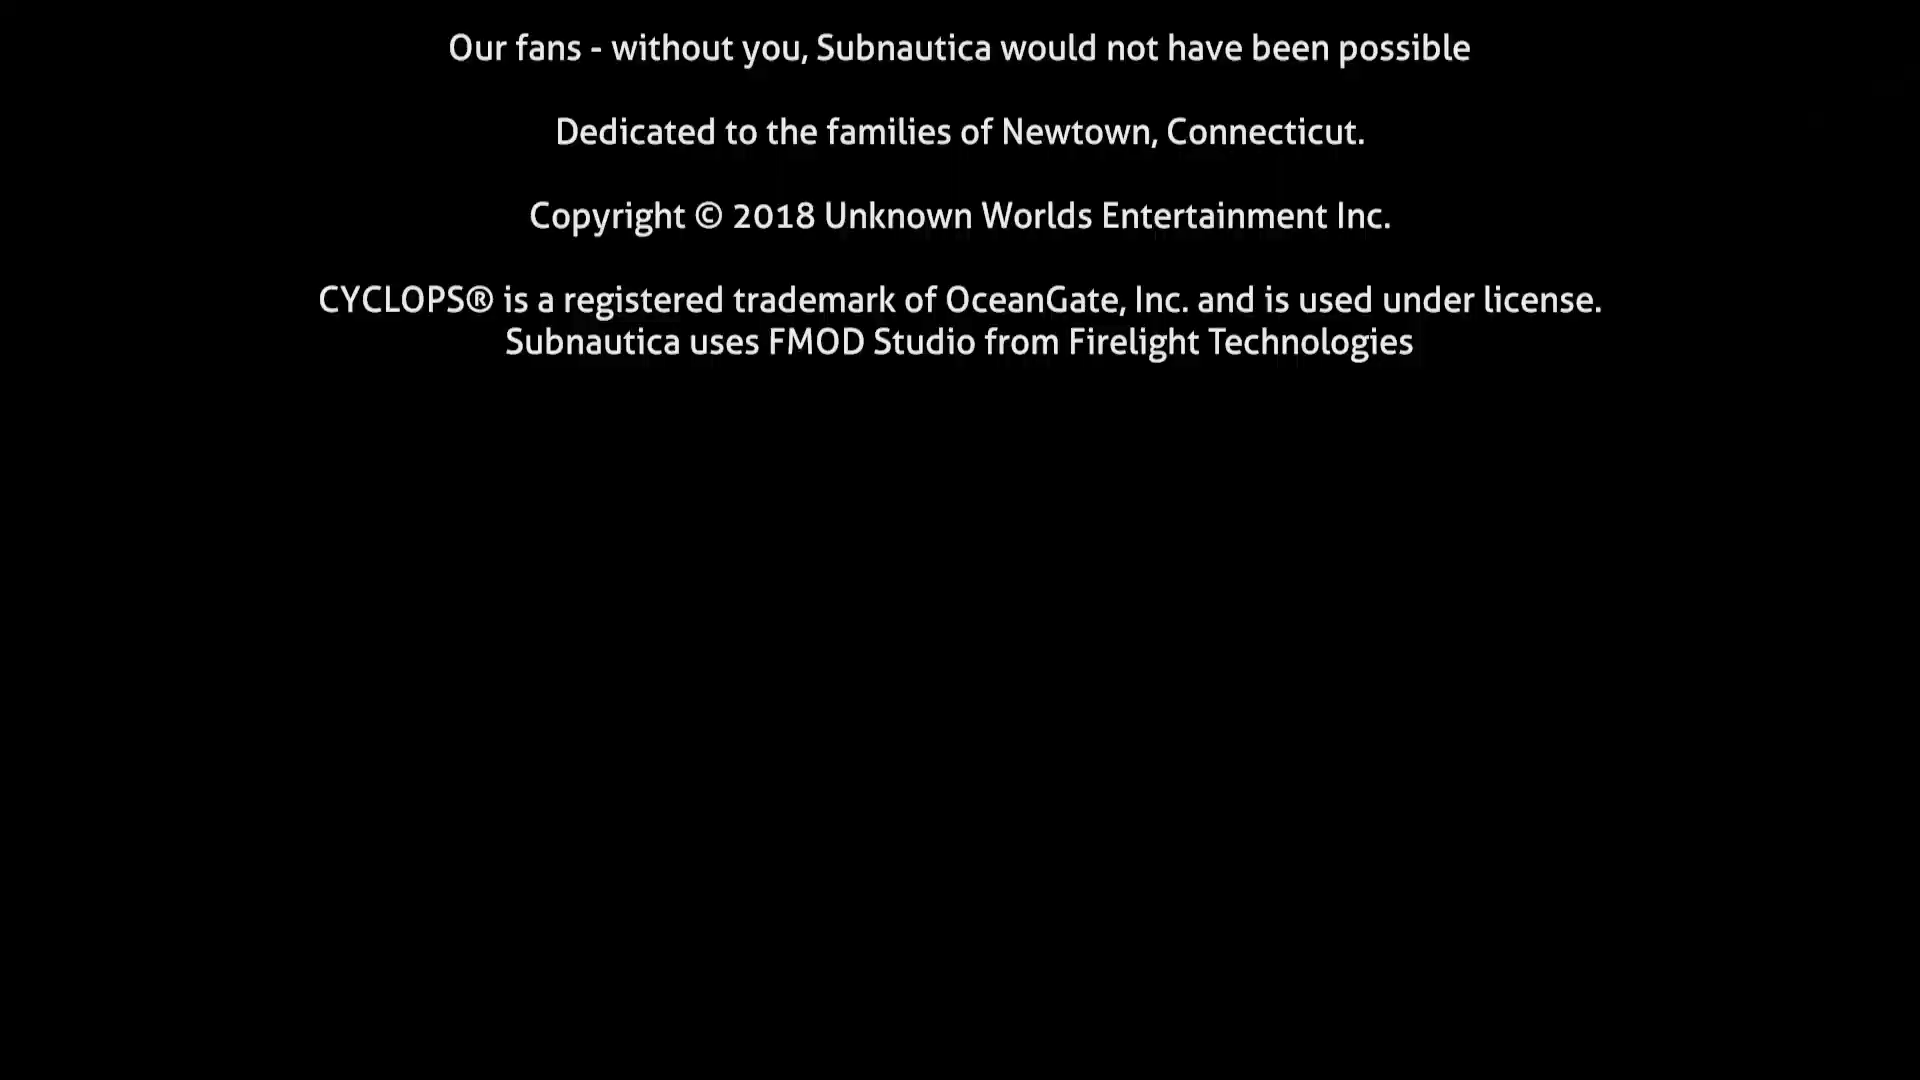 Our fans - without you, Subnautica would not have been possible
Dedicated to the families of Newtown, Connecticut.
Copyright © 2018 Unknown Worlds Entertainment Inc.
CYCLOPS® is a registered trademark of OceanGate, Inc. and is used under license.
Subnautica uses FMOD Studio from Firelight Technologies